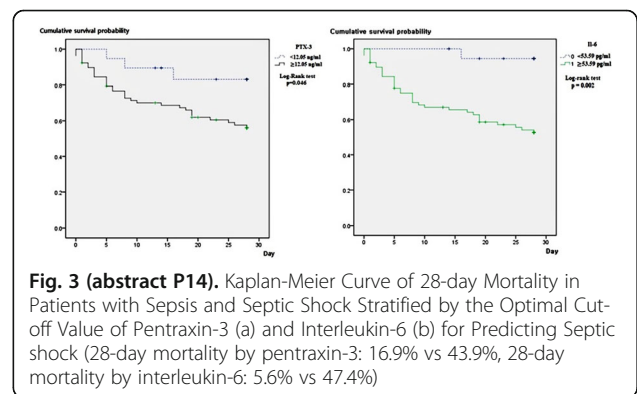 Cumulative survival probability
PTX-3
<12.05 ng/ml
≥12.05 ng/ml
Log-Rank test
p=0.046
1.0
0.8
0.6
0.4
0.2
0.0
0 5 10 15 20 25 30
Day
Cumulative survival probability
Il-6
0 <53.59 pg/ml
1 ≥53.59 pg/ml
Log-rank test
p = 0.002
1.0
0.8
0.6
0.4
0.2
0.0
0 5 10 15 20 25 30
Day
Fig. 3 (abstract P14). Kaplan-Meier Curve of 28-day Mortality in
Patients with Sepsis and Septic Shock Stratified by the Optimal Cut-
off Value of Pentraxin-3 (a) and Interleukin-6 (b) for Predicting Septic
shock (28-day mortality by pentraxin-3: 16.9% vs 43.9%, 28-day
mortality by interleukin-6: 5.6% vs 47.4%)